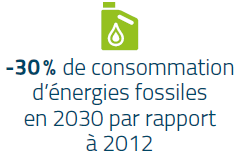 -30 % de consommation
d’énergies fossiles
en 2030 par rapport
à 2012